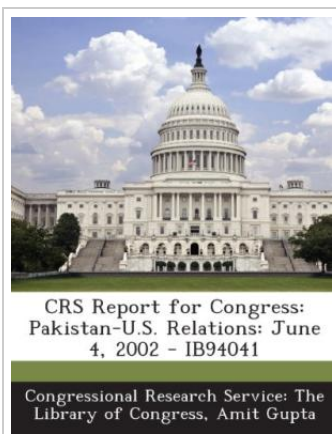 CRS Report for Congress:
Pakistan-U.S. Relations: June
4, 2002 - IB94041
Congressional Research Service: The
Library of Congress, Amit Gupta